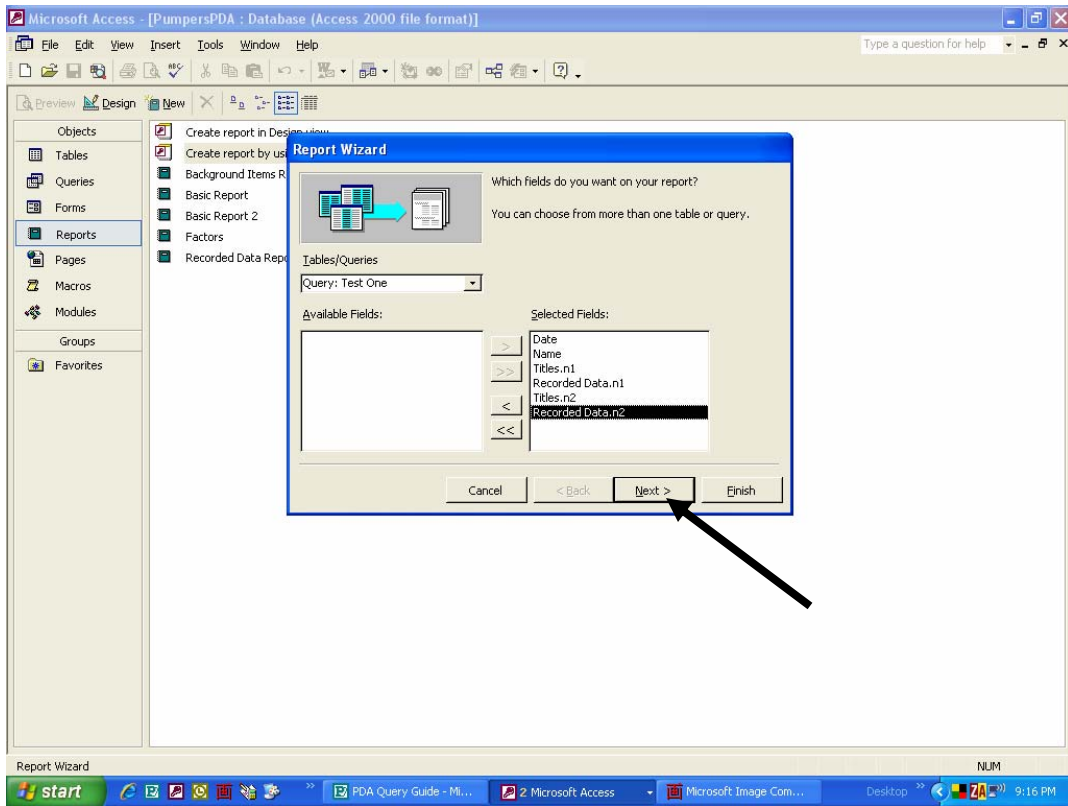 Microsoft Access - [PumpersPDA : Database (Access 2000 file format)]
File Edit View Insert Tools Window Help
Type a question for help
Preview Design New
Objects
Tables
Queries
Forms
Reports
Pages
Macros
Modules
Groups
Favorites
Create report in Design view
Create report by usi
Background Items R
Basic Report
Basic Report 2
Factors
Recorded Data Repo
Report Wizard
Which fields do you want on your report?
You can choose from more than one table or query.
Tables/Queries
Query: Test One
Available Fields:
Selected Fields:
Date
Name
Titles.n1
Recorded Data.n1
Titles.n2
Recorded Data.n2
>
>>
<
<<
Cancel
< Back
Next >
Finish
Report Wizard
NUM
start
PDA Query Guide - Mi...
2 Microsoft Access
Microsoft Image Com...
Desktop
ZA
9:16 PM